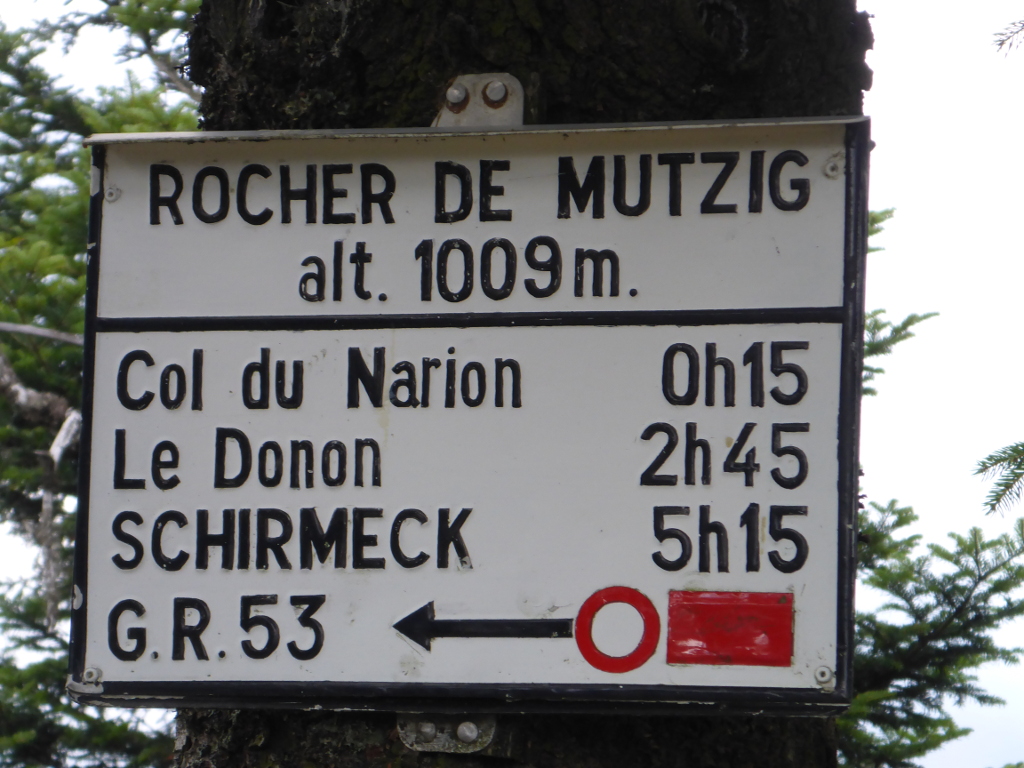 ROCHER DE MUTZIG
alt. 1009m.
Col du Narion 0h15
Le Donon 2h45
SCHIRMECK 5h15
G.R.53